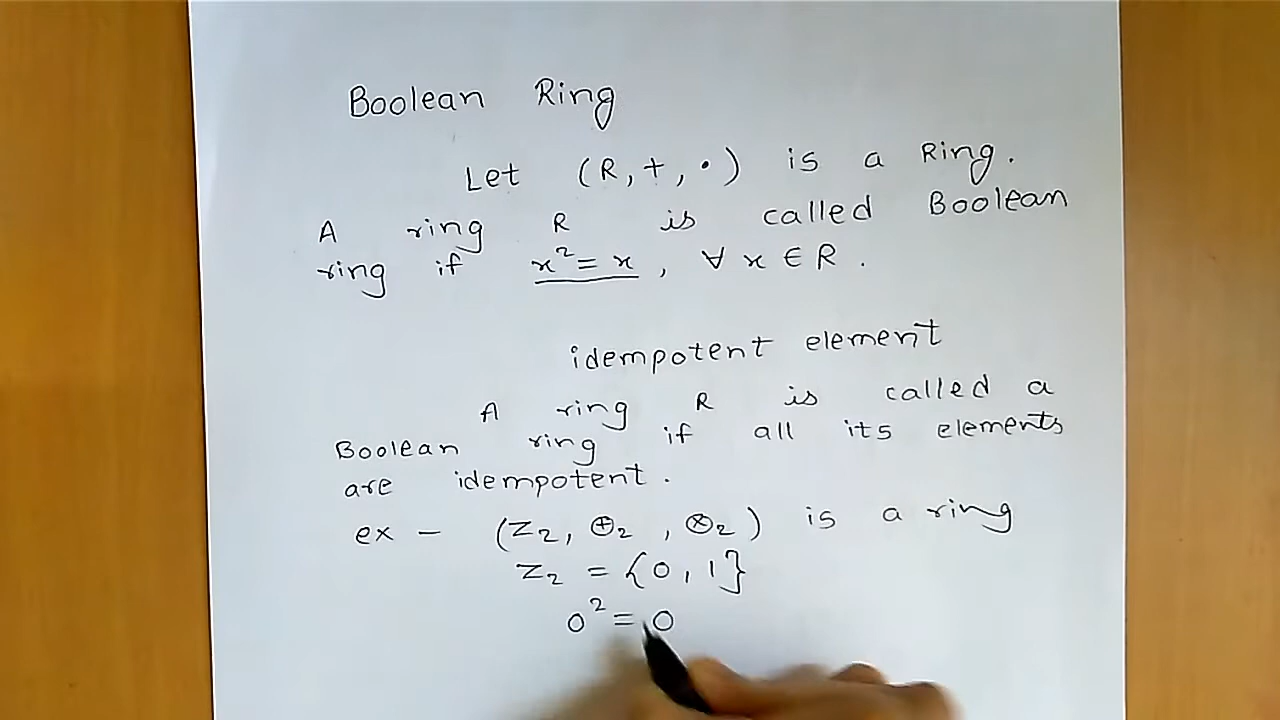 Boolean Ring
Let (R, +, •) is a Ring.
A ring R is called Boolean
ring if x² = x, ∀ x ∈ R.
idempotent element
A ring R is called a
Boolean ring if all its elements
are idempotent.
ex – (Z₂, ⊕₂, ⊗₂) is a ring
Z₂ = {0, 1}
0² = 0